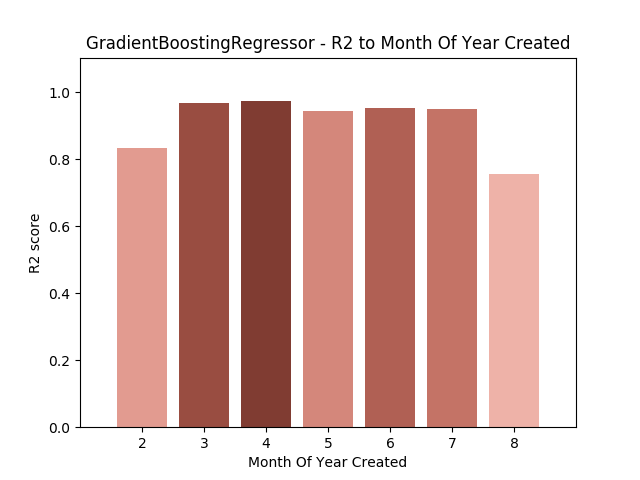 GradientBoostingRegressor - R2 to Month Of Year Created
1.0
0.8
0.6
0.4
0.2
0.0
R2 score
2 3 4 5 6 7 8
Month Of Year Created